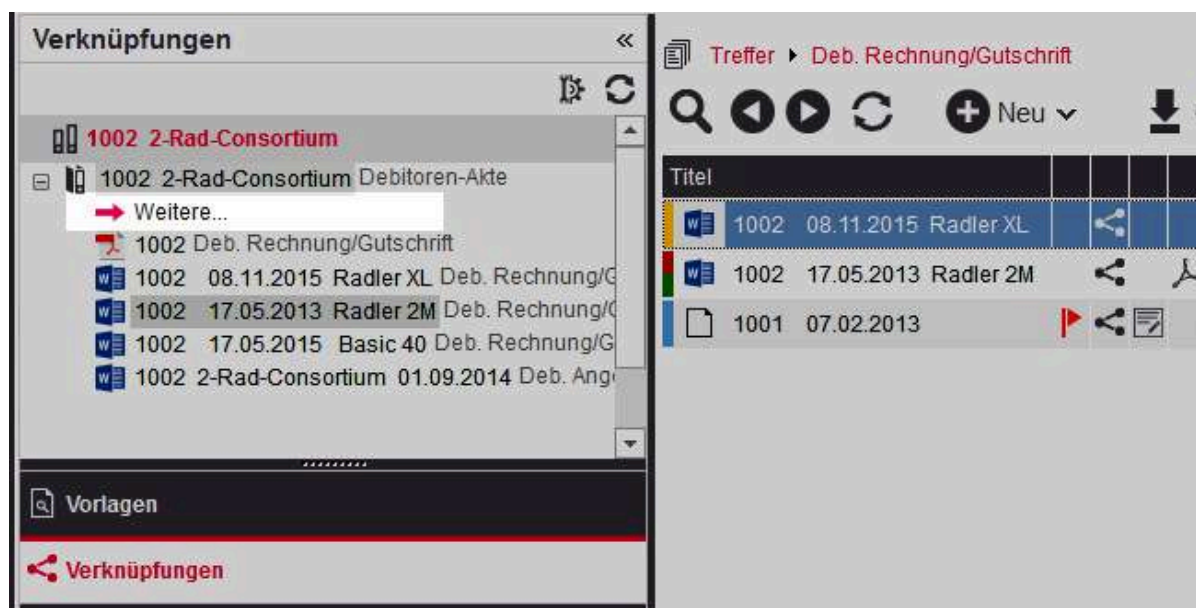 Verknüpfungen «
1002 2-Rad-Consortium
1002 2-Rad-Consortium Debitoren-Akte
Weitere...
1002 Deb. Rechnung/Gutschrift
1002 08.11.2015 Radler XL Deb. Rechnung/G
1002 17.05.2013 Radler 2M Deb. Rechnung/G
1002 17.05.2015 Basic 40 Deb. Rechnung/G
1002 2-Rad-Consortium 01.09.2014 Deb. Ange
Vorlagen
Verknüpfungen
Treffer Deb. Rechnung/Gutschrift
Neu
Titel
1002 08.11.2015 Radler XL
1002 17.05.2013 Radler 2M
1001 07.02.2013